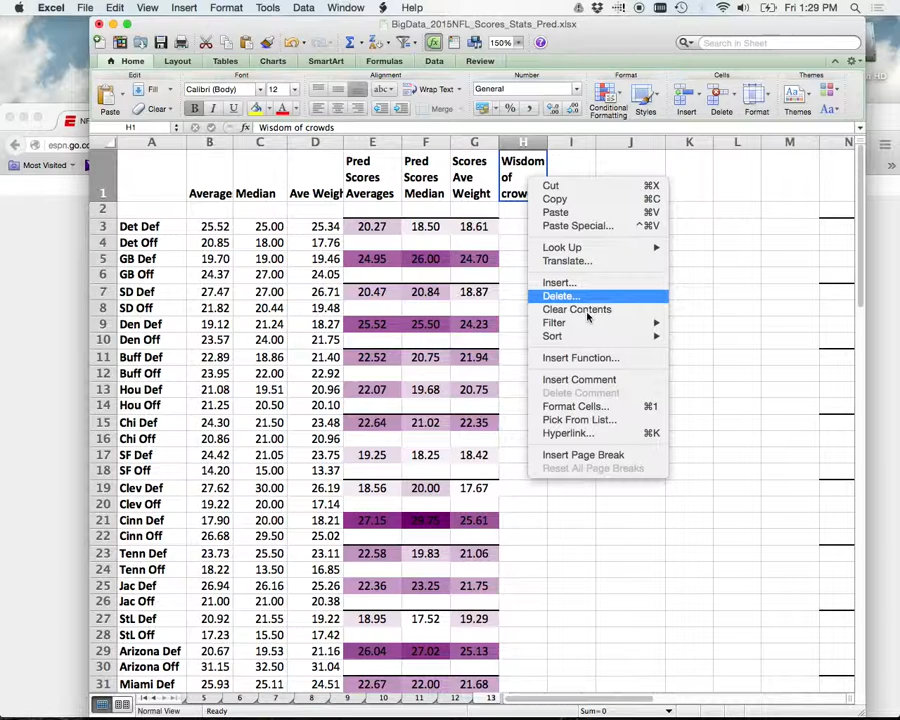 Excel File Edit View Insert Format Tools Data Window Fri 1:29 PM
BigData_2015NFL_Scores_Stats_Pred.xlsx
150% Search in Sheet
Home Layout Tables Charts SmartArt Formulas Data Review
Edit Font Alignment Number Format Cells Themes
Paste Fill Clear Calibri (Body) 12 B I U A abc Wrap Text Merge General % Conditional Formatting Insert Delete Format Themes Aa
H1 fx Wisdom of crowds
A B C D E F G H I J K L M N
1 Average Median Ave Weigh Pred Scores Averages Pred Scores Median Scores Ave Weight Wisdom of
2
3 Det Def 25.52 25.00 25.34 20.27 18.50 18.61
4 Det Off 20.85 18.00 17.76
5 GB Def 19.70 19.00 19.46 24.95 26.00 24.70
6 GB Off 24.37 27.00 24.05
7 SD Def 27.47 27.00 26.71 20.47 20.84 18.87
8 SD Off 21.82 20.44 19.48
9 Den Def 19.12 21.24 18.27 25.52 25.50 24.23
10 Den Off 23.57 22.00 21.02
11 Buff Def 22.89 18.86 21.40 22.52 20.75 21.94
12 Buff Off 23.95 22.00 22.92
13 Hou Def 21.08 19.51 20.96 22.07 19.68 20.75
14 Hou Off 21.25 20.50 20.10
15 Chi Def 24.30 21.50 23.48 22.64 21.02 22.35
16 Chi Off 20.86 21.00 20.96
17 SF Def 24.42 21.05 23.75 19.25 18.25 18.42
18 SF Off 14.20 15.00 13.37
19 Clev Def 27.62 30.00 26.19 18.56 20.00 17.67
20 Clev Off 19.22 20.00 17.14
21 Cinn Def 17.90 20.00 18.21 27.15 29.75 25.61
22 Cinn Off 26.68 29.50 25.02
23 Tenn Def 23.73 25.50 23.11 22.58 19.83 21.06
24 Tenn Off 18.22 13.50 16.85
25 Jac Def 26.94 26.16 25.26 22.36 23.25 21.75
26 Jac Off 21.00 21.00 20.38
27 StL Def 20.92 21.55 19.22 18.95 17.52 19.29
28 StL Off 17.23 15.50 17.42
29 Arizona Def 20.67 19.53 21.16 26.04 27.02 25.13
30 Arizona Off 31.15 32.50 31.04
31 Miami Def 25.93 25.11 24.51 22.67 22.00 21.68
Cut ⌘X
Copy ⌘C
Paste ⌘V
Paste Special... ^⌘V
Look Up
Translate...
Insert...
Delete...
Clear Contents
Filter
Sort
Insert Function...
Insert Comment
Delete Comment
Format Cells... ⌘1
Pick From List...
Hyperlink... ⌘K
Insert Page Break
Reset All Page Breaks
espn.go.c
Most Visited
5 6 7 8 9 10 11 12 13
Normal View Ready Sum=0